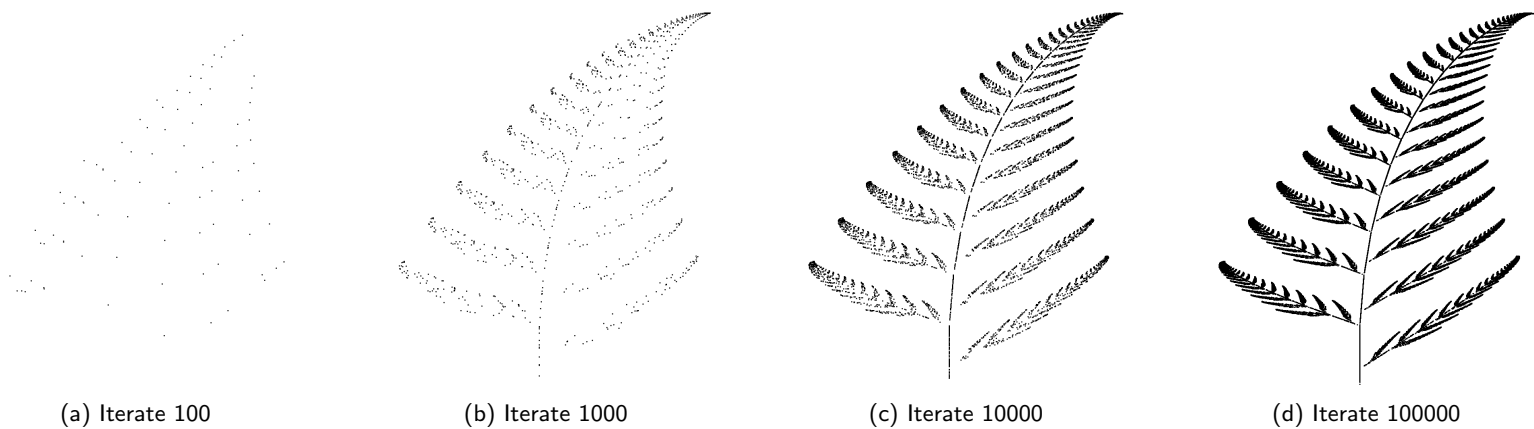 (a) Iterate 100
(b) Iterate 1000
(c) Iterate 10000
(d) Iterate 100000